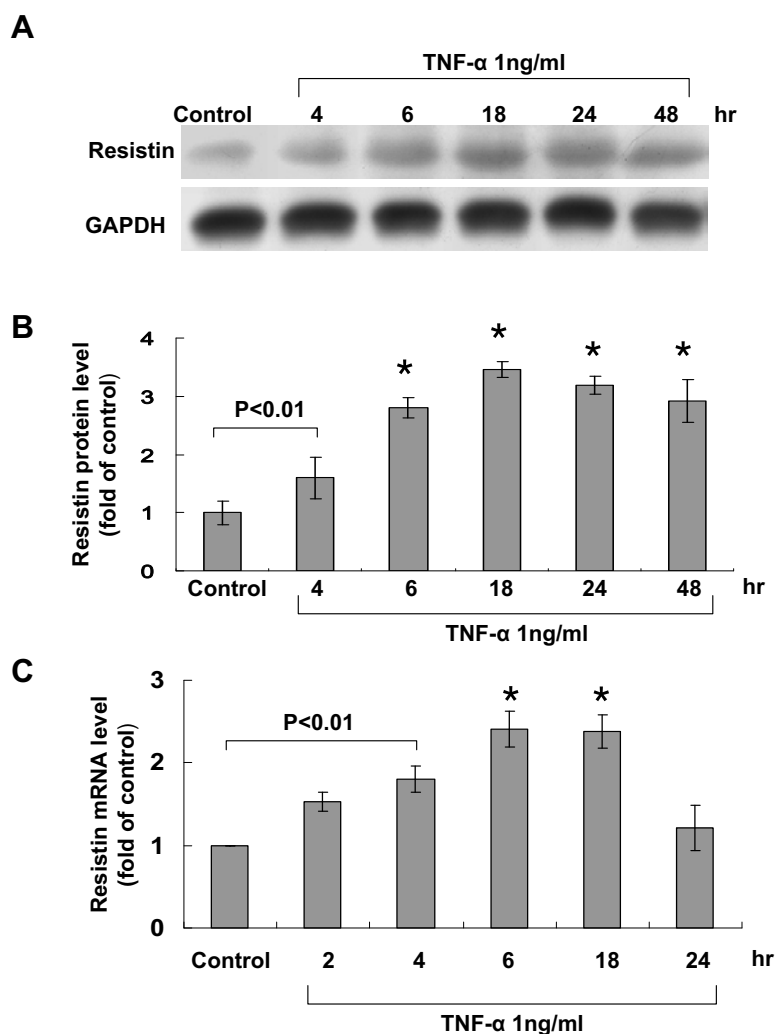 A
TNF-α 1ng/ml
Control 4 6 18 24 48 hr
Resistin
GAPDH
B
Resistin protein level
(fold of control)
4
3
2
1
0
P<0.01
*
*
*
*
Control 4 6 18 24 48 hr
TNF-α 1ng/ml
C
Resistin mRNA level
(fold of control)
3
2
1
0
P<0.01
*
*
Control 2 4 6 18 24 hr
TNF-α 1ng/ml